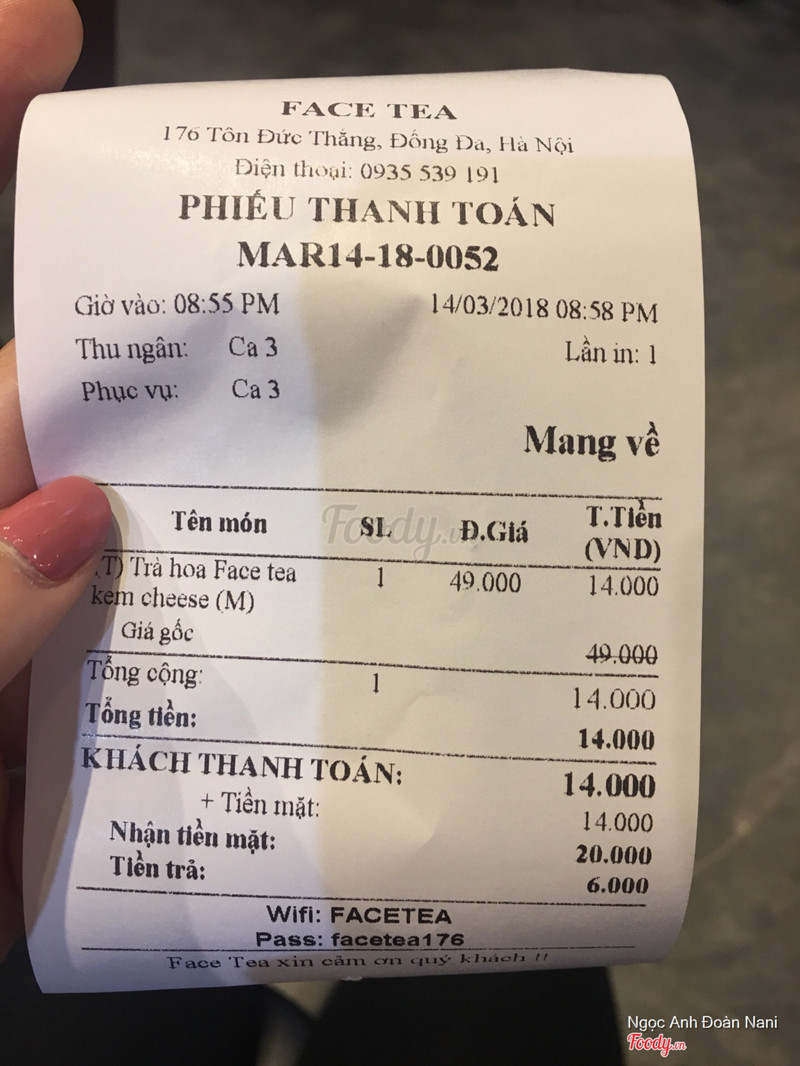 FACE TEA
176 Tôn Đức Thắng, Đống Đa, Hà Nội
Điện thoại: 0935 539 191
PHIẾU THANH TOÁN
MAR14-18-0052
Giờ vào: 08:55 PM 14/03/2018 08:58 PM
Thu ngân: Ca 3 Lần in: 1
Phục vụ: Ca 3
Mang về
Tên món SL Đ.Giá T.Tiền (VND)
(T) Trà hoa Face tea 1 49.000 14.000
kem cheese (M)
Giá gốc 49.000
Tổng cộng: 1 14.000
Tổng tiền: 14.000
KHÁCH THANH TOÁN: 14.000
+ Tiền mặt: 14.000
Nhận tiền mặt: 20.000
Tiền trả: 6.000
Wifi: FACETEA
Pass: facetea176
Face Tea xin cảm ơn quý khách !!
Foody.vn
Ngọc Anh Đoàn Nani
Foody.vn